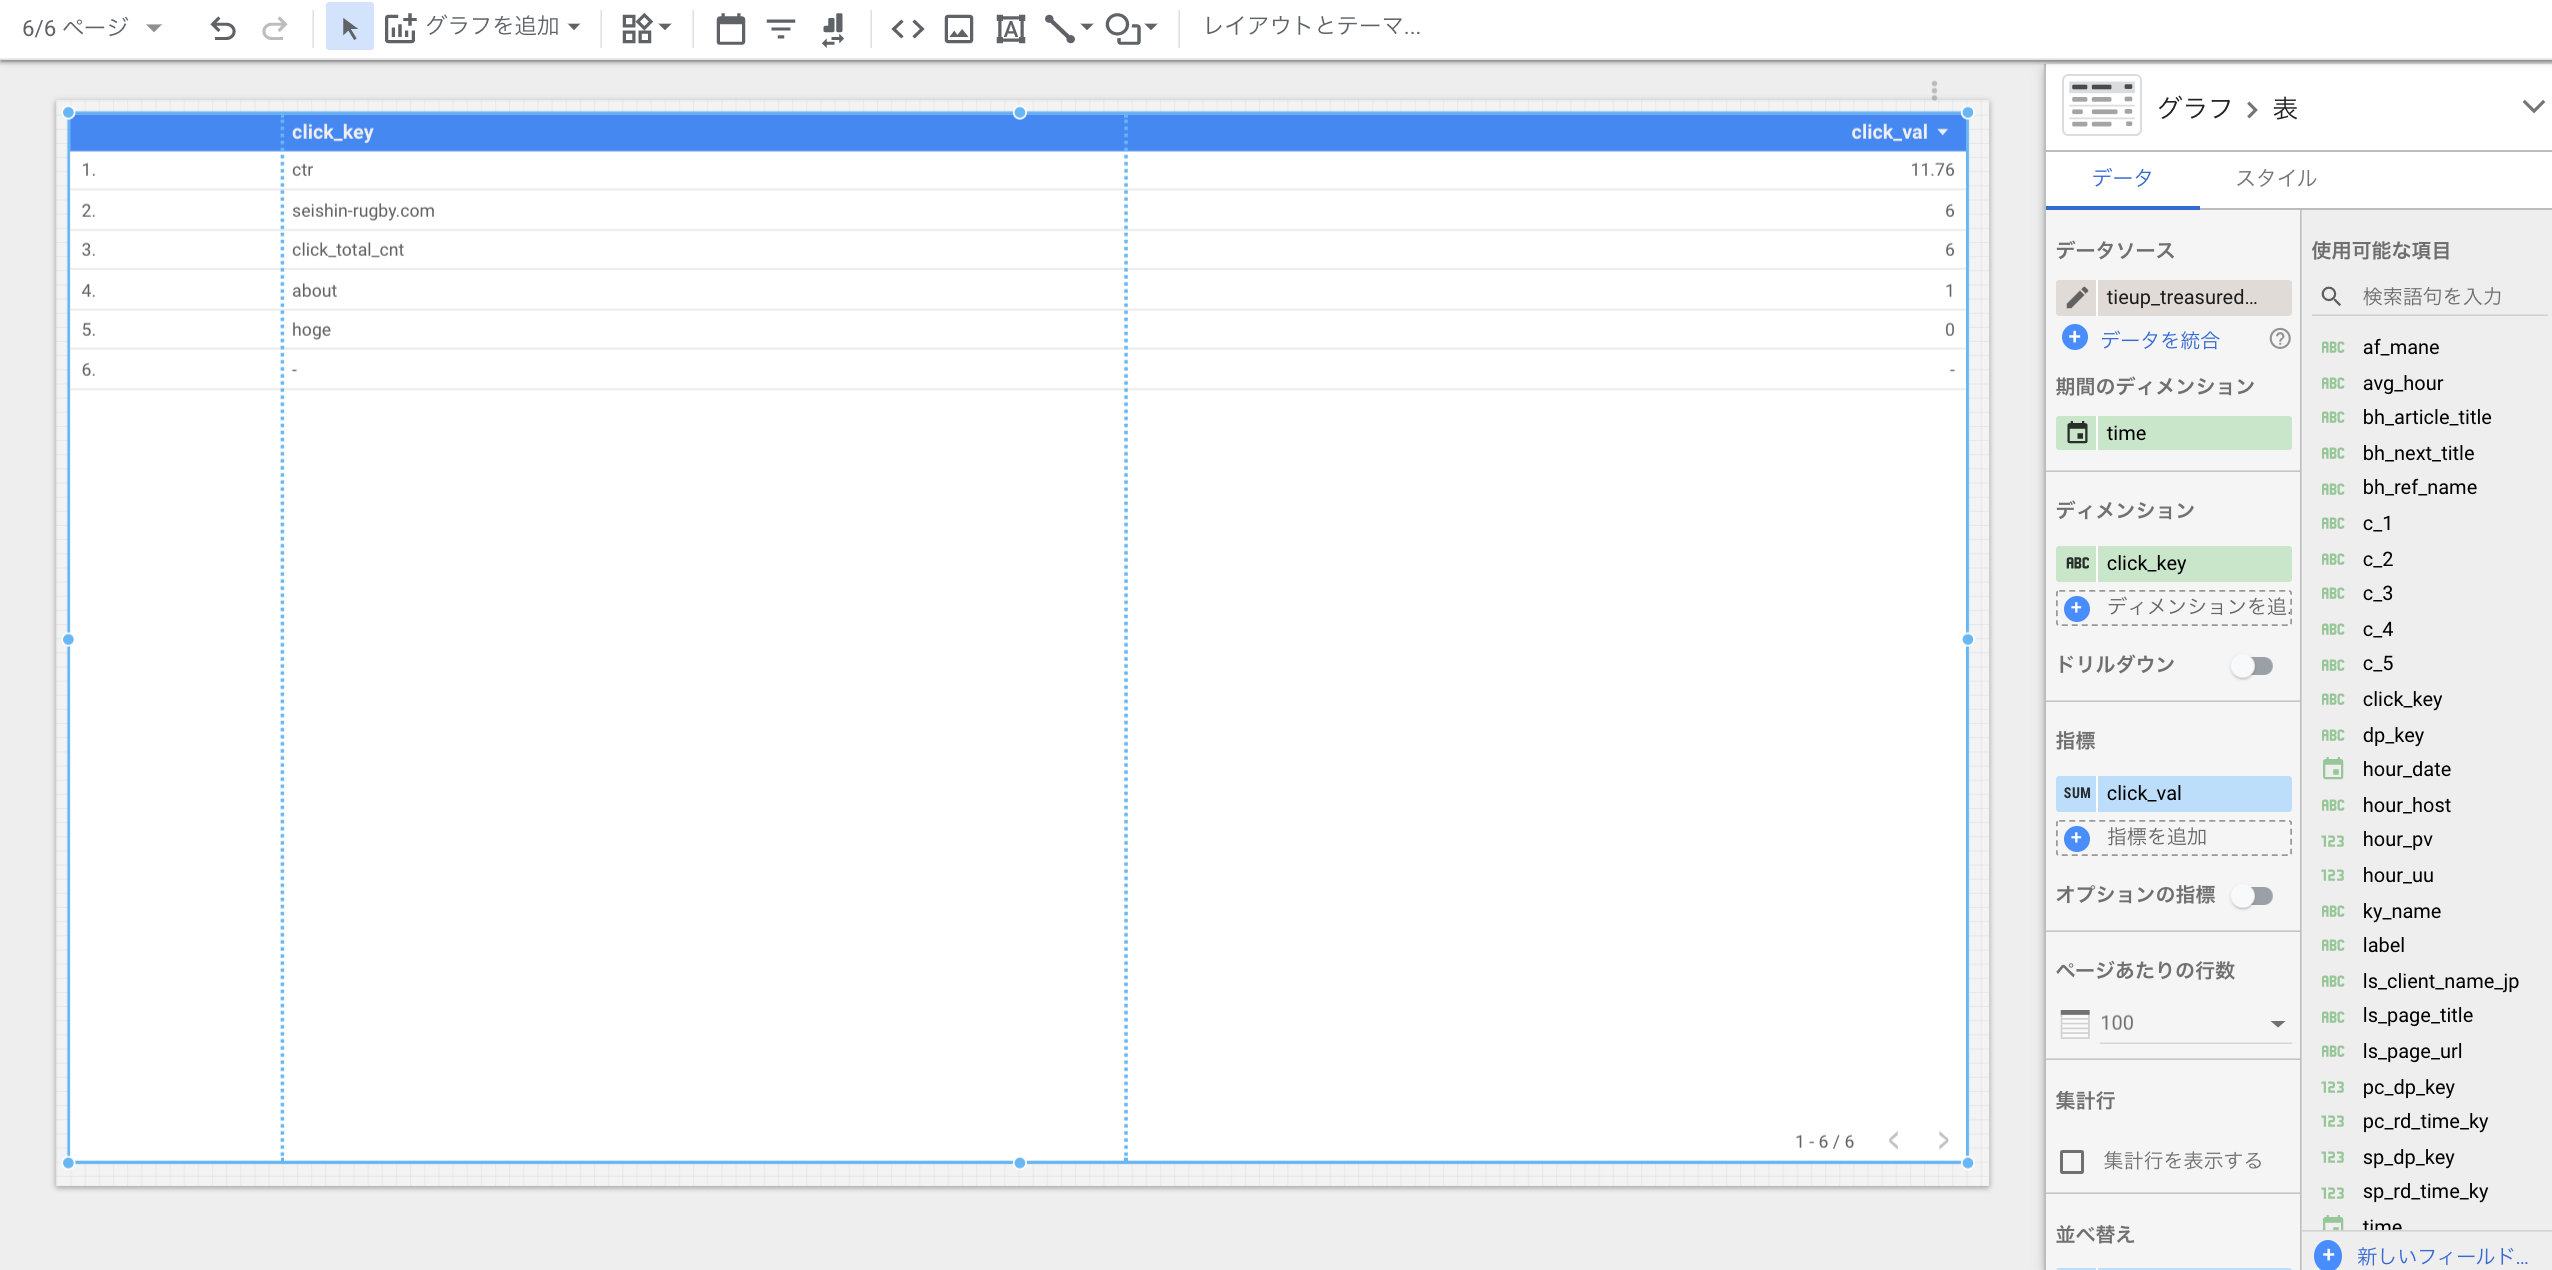 6/6 ページ
グラフを追加
レイアウトとテーマ...
click_key click_val
1. ctr 11.76
2. seishin-rugby.com 6
3. click_total_cnt 6
4. about 1
5. hoge 0
6. - -
1 - 6 / 6
グラフ > 表
データ スタイル
データソース
tieup_treasured...
データを統合
期間のディメンション
time
ディメンション
ABC click_key
ディメンションを追
ドリルダウン
指標
SUM click_val
指標を追加
オプションの指標
ページあたりの行数
100
集計行
集計行を表示する
並べ替え
使用可能な項目
検索語句を入力
ABC af_mane
ABC avg_hour
ABC bh_article_title
ABC bh_next_title
ABC bh_ref_name
ABC c_1
ABC c_2
ABC c_3
ABC c_4
ABC c_5
ABC click_key
ABC dp_key
hour_date
ABC hour_host
123 hour_pv
123 hour_uu
ABC ky_name
ABC label
ABC ls_client_name_jp
ABC ls_page_title
ABC ls_page_url
123 pc_dp_key
123 pc_rd_time_ky
123 sp_dp_key
123 sp_rd_time_ky
time
新しいフィールド...